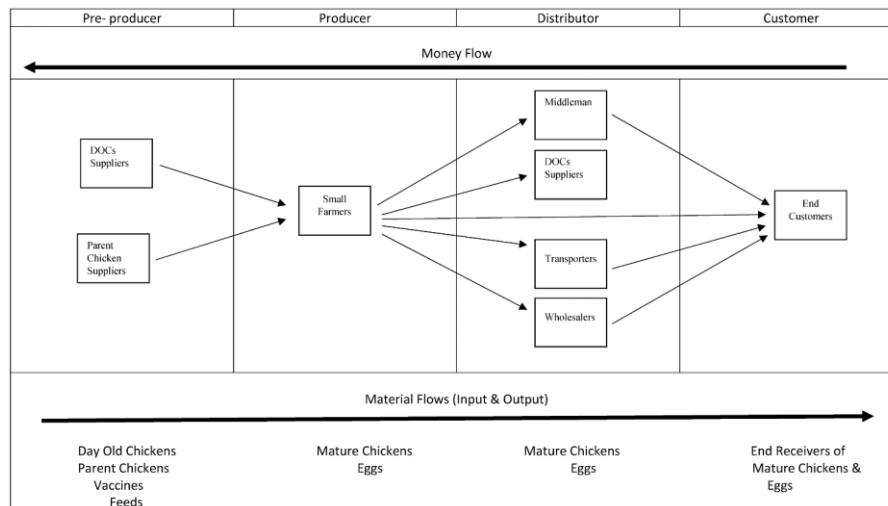 Pre- producer
Producer
Distributor
Customer
Money Flow
DOCs
Suppliers
Parent
Chicken
Suppliers
Small
Farmers
Middleman
DOCs
Suppliers
Transporters
Wholesalers
End
Customers
Material Flows (Input & Output)
Day Old Chickens
Parent Chickens
Vaccines
Feeds
Mature Chickens
Eggs
Mature Chickens
Eggs
End Receivers of
Mature Chickens &
Eggs